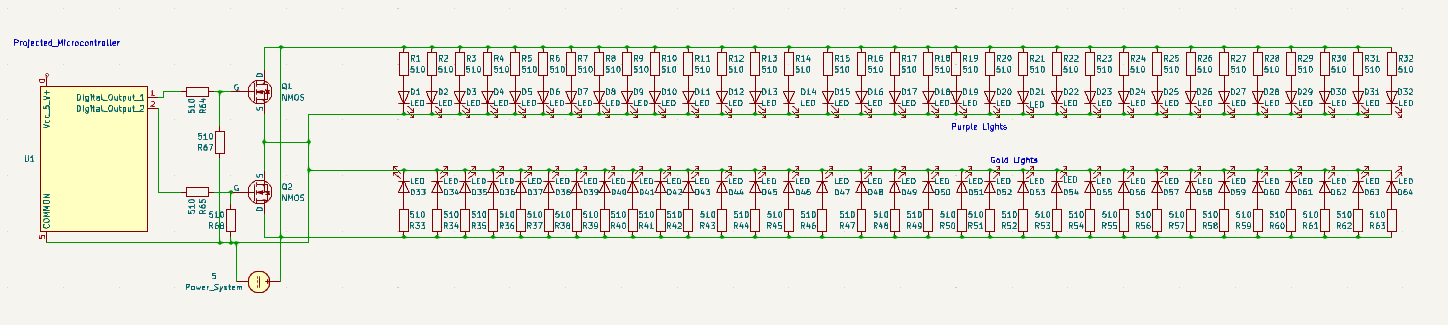 Projected_Microcontroller
Vcc_5_V+
Digital_Output_1
Digital_Output_2
1
2
U1
COMMON
5
510
R64
510
R67
510
R65
510
R68
G
D
S
Q1
NMOS
G
S
D
Q2
NMOS
S
Power_System
R1 R2 R3 R4 R5 R6 R7 R8 R9 R10 R11 R12 R13 R14 R15 R16 R17 R18 R19 R20 R21 R22 R23 R24 R25 R26 R27 R28 R29 R30 R31 R32
510 510 510 510 510 510 510 510 510 510 510 510 510 510 510 510 510 510 510 510 510 510 510 510 510 510 510 510 510 510 510 510
D1 D2 D3 D4 D5 D6 D7 D8 D9 D10 D11 D12 D13 D14 D15 D16 D17 D18 D19 D20 D21 D22 D23 D24 D25 D26 D27 D28 D29 D30 D31 D32
LED LED LED LED LED LED LED LED LED LED LED LED LED LED LED LED LED LED LED LED LED LED LED LED LED LED LED LED LED LED LED LED
Purple Lights
Gold Lights
LED LED LED LED LED LED LED LED LED LED LED LED LED LED LED LED LED LED LED LED LED LED LED LED LED LED LED LED LED LED LED LED
D33 D34 D35 D36 D37 D38 D39 D40 D41 D42 D43 D44 D45 D46 D47 D48 D49 D50 D51 D52 D53 D54 D55 D56 D57 D58 D59 D60 D61 D62 D63 D64
510 510 510 510 510 510 510 510 510 510 510 510 510 510 510 510 510 510 510 510 510 510 510 510 510 510 510 510 510 510 510
R33 R34 R35 R36 R37 R38 R39 R40 R41 R42 R43 R44 R45 R46 R47 R48 R49 R50 R51 R52 R53 R54 R55 R56 R57 R58 R59 R60 R61 R62 R63